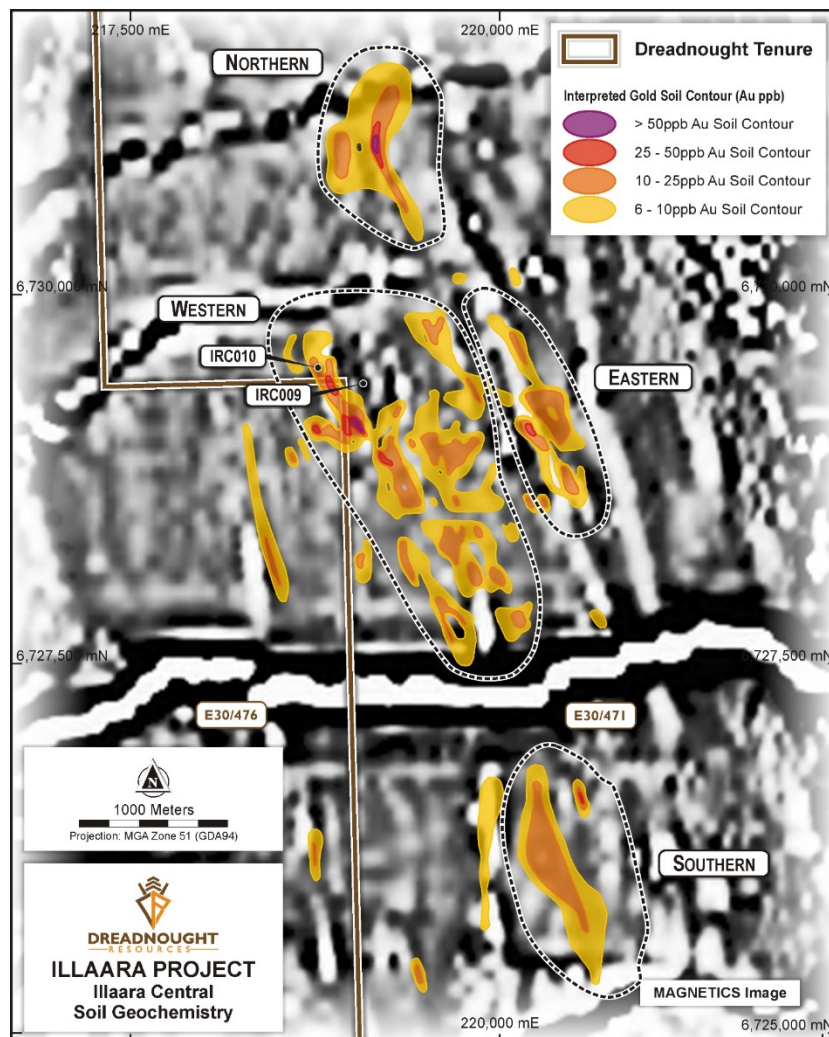 217,500 mE
220,000 mE
NORTHERN
Dreadnought Tenure
Interpreted Gold Soil Contour (Au ppb)
> 50ppb Au Soil Contour
25 - 50ppb Au Soil Contour
10 - 25ppb Au Soil Contour
6 - 10ppb Au Soil Contour
6,730,000 mN
6,730,000 mN
WESTERN
IRC010
IRC009
EASTERN
6,727,500 mN
6,727,500 mN
E30/476
E30/471
N
1000 Meters
Projection: MGA Zone 51 (GDA94)
SOUTHERN
DREADNOUGHT
RESOURCES
ILLAARA PROJECT
Illaara Central
Soil Geochemistry
MAGNETICS Image
220,000 mE
6,725,000 mN